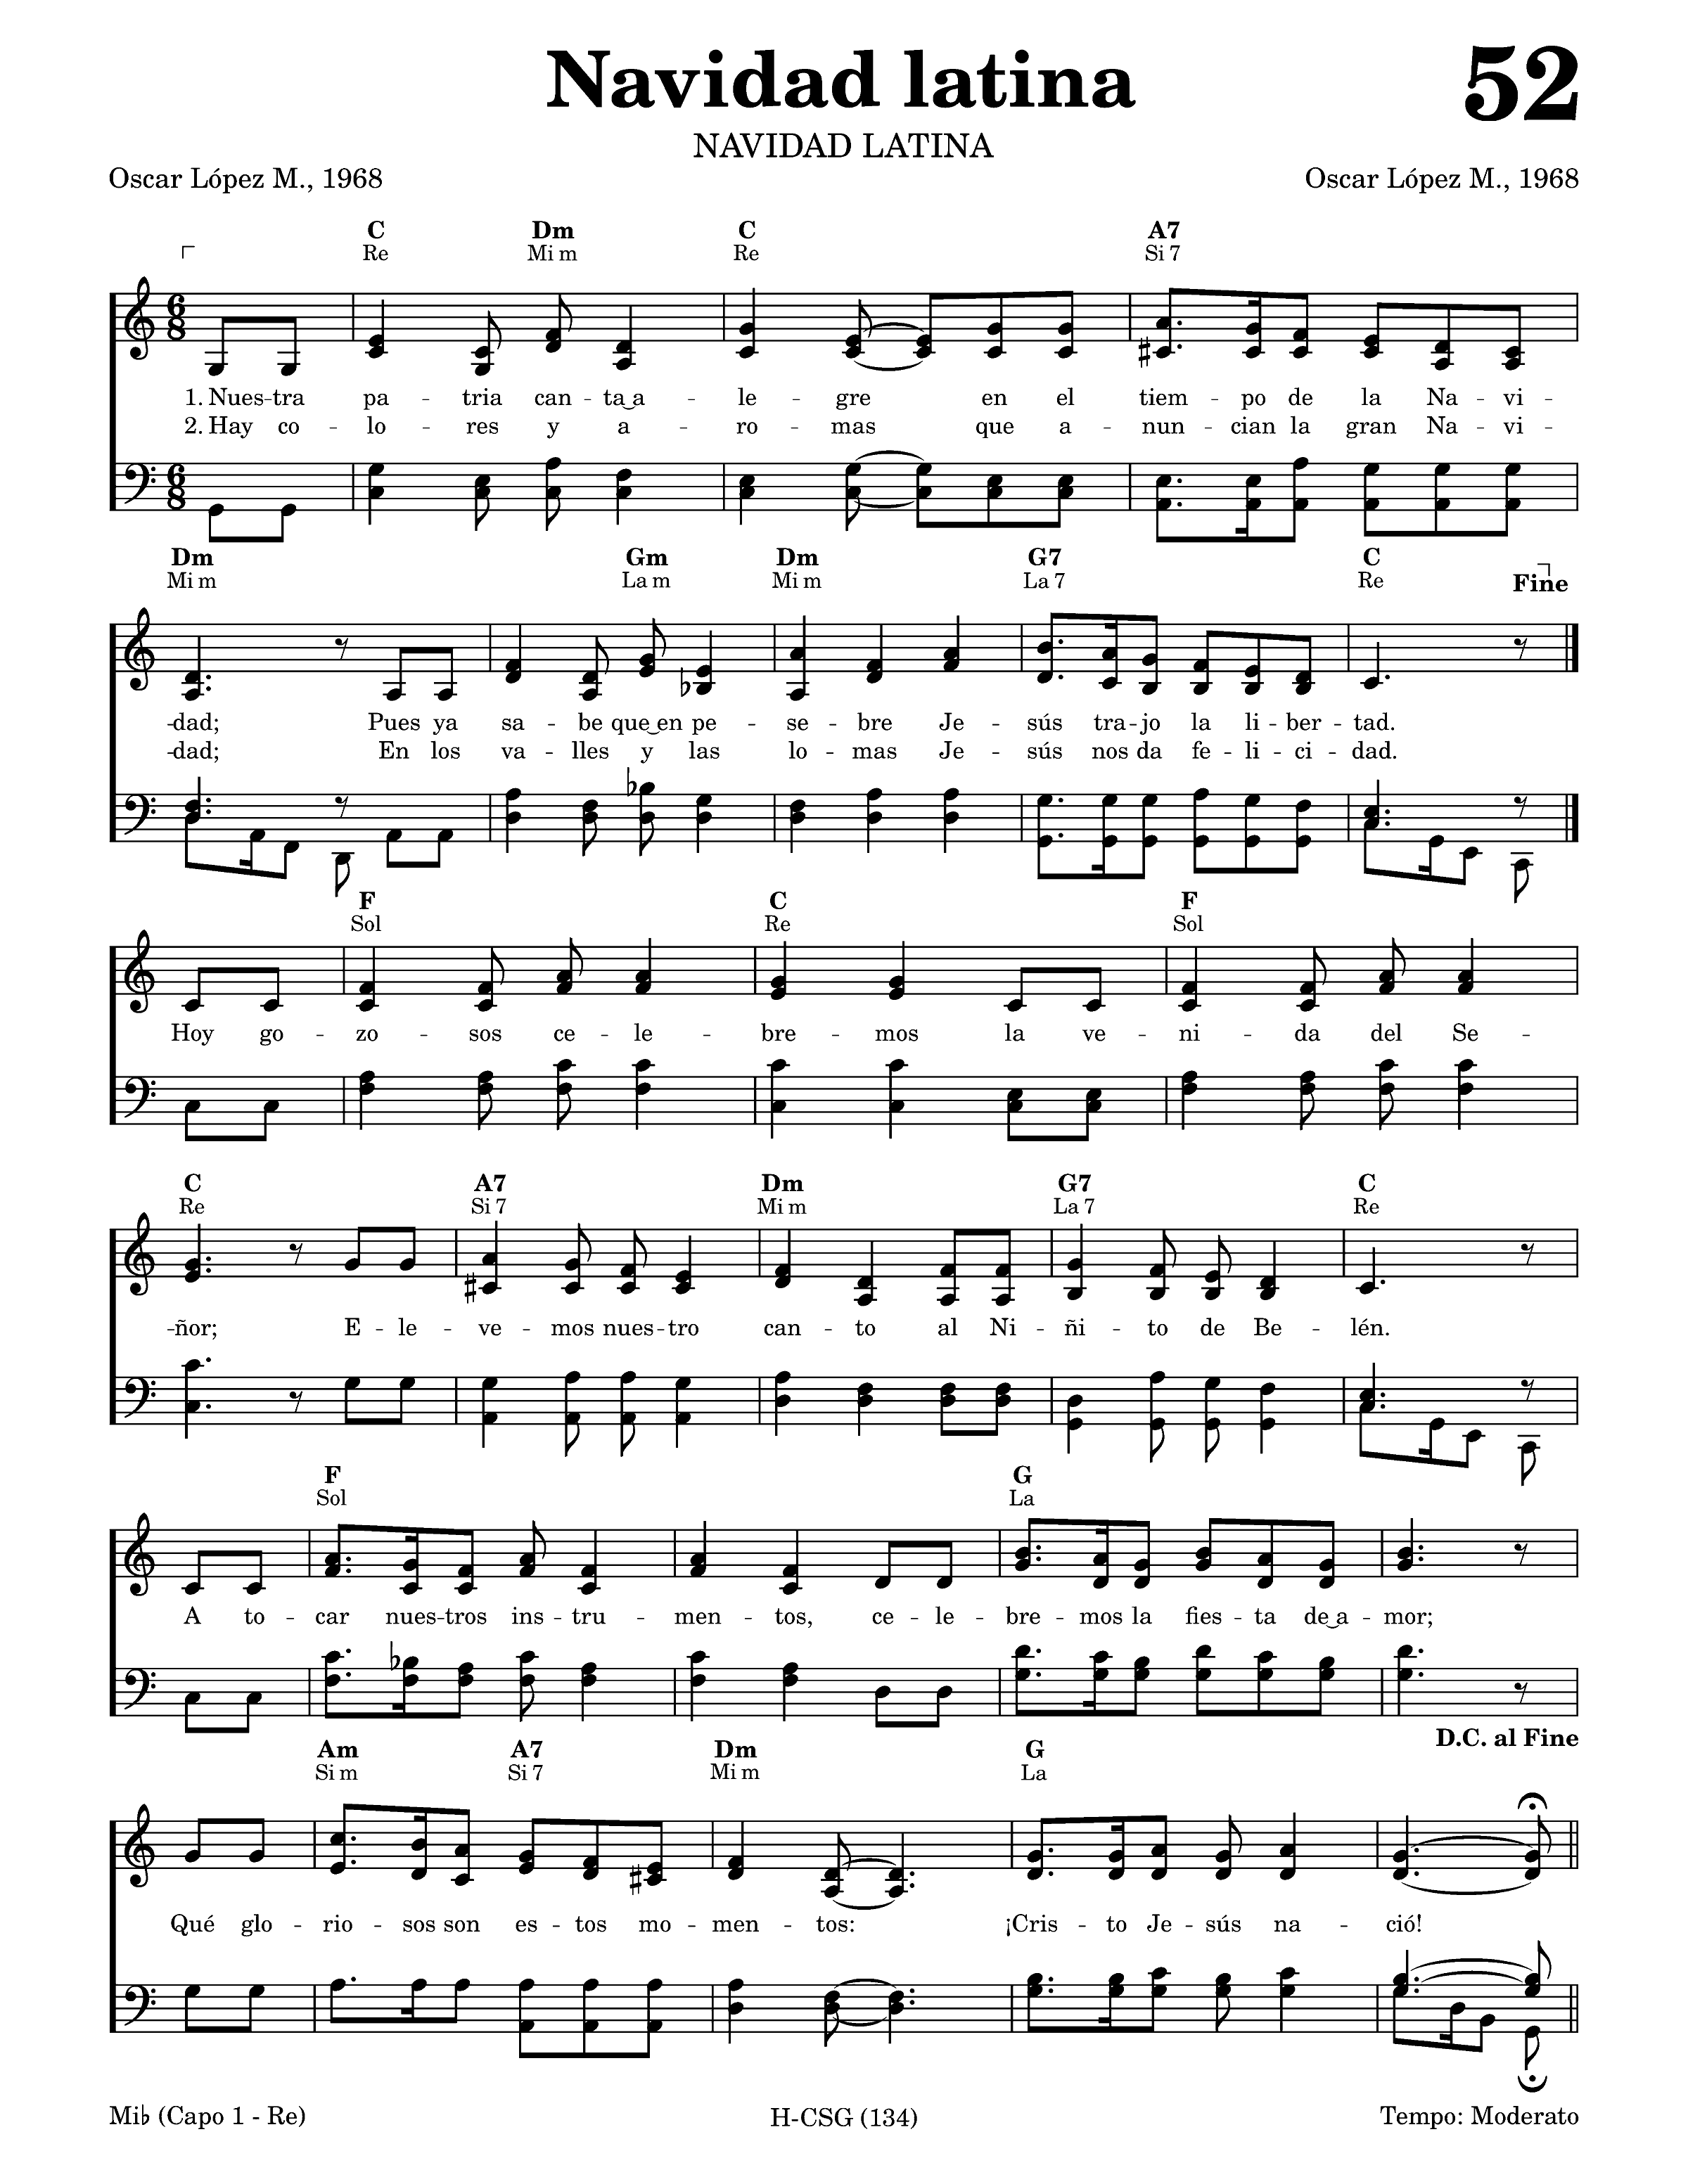 Navidad latina 52
NAVIDAD LATINA
Oscar López M., 1968 Oscar López M., 1968
C Dm C A7
Re Mi m Re Si 7
6 8
1. Nues -- tra pa -- tria can -- ta‿a -- le -- gre en el tiem -- po de la Na -- vi --
2. Hay co -- lo -- res y a -- ro -- mas que a -- nun -- cian la gran Na -- vi --
6 8
Dm Gm Dm G7 C
Mi m La m Mi m La 7 Re Fine
-- dad; Pues ya sa -- be que‿en pe -- se -- bre Je -- sús tra -- jo la li -- ber -- tad.
-- dad; En los va -- lles y las lo -- mas Je -- sús nos da fe -- li -- ci -- dad.
F C F
Sol Re Sol
Hoy go -- zo -- sos ce -- le -- bre -- mos la ve -- ni -- da del Se --
C A7 Dm G7 C
Re Si 7 Mi m La 7 Re
-- ñor; E -- le -- ve -- mos nues -- tro can -- to al Ni -- ñi -- to de Be -- lén.
F G
Sol La
A to -- car nues -- tros ins -- tru -- men -- tos, ce -- le -- bre -- mos la fies -- ta de‿a -- mor;
D.C. al Fine
Am A7 Dm G
Si m Si 7 Mi m La
Qué glo -- rio -- sos son es -- tos mo -- men -- tos: ¡Cris -- to Je -- sús na -- ció!
Mi♭ (Capo 1 - Re) H-CSG (134) Tempo: Moderato